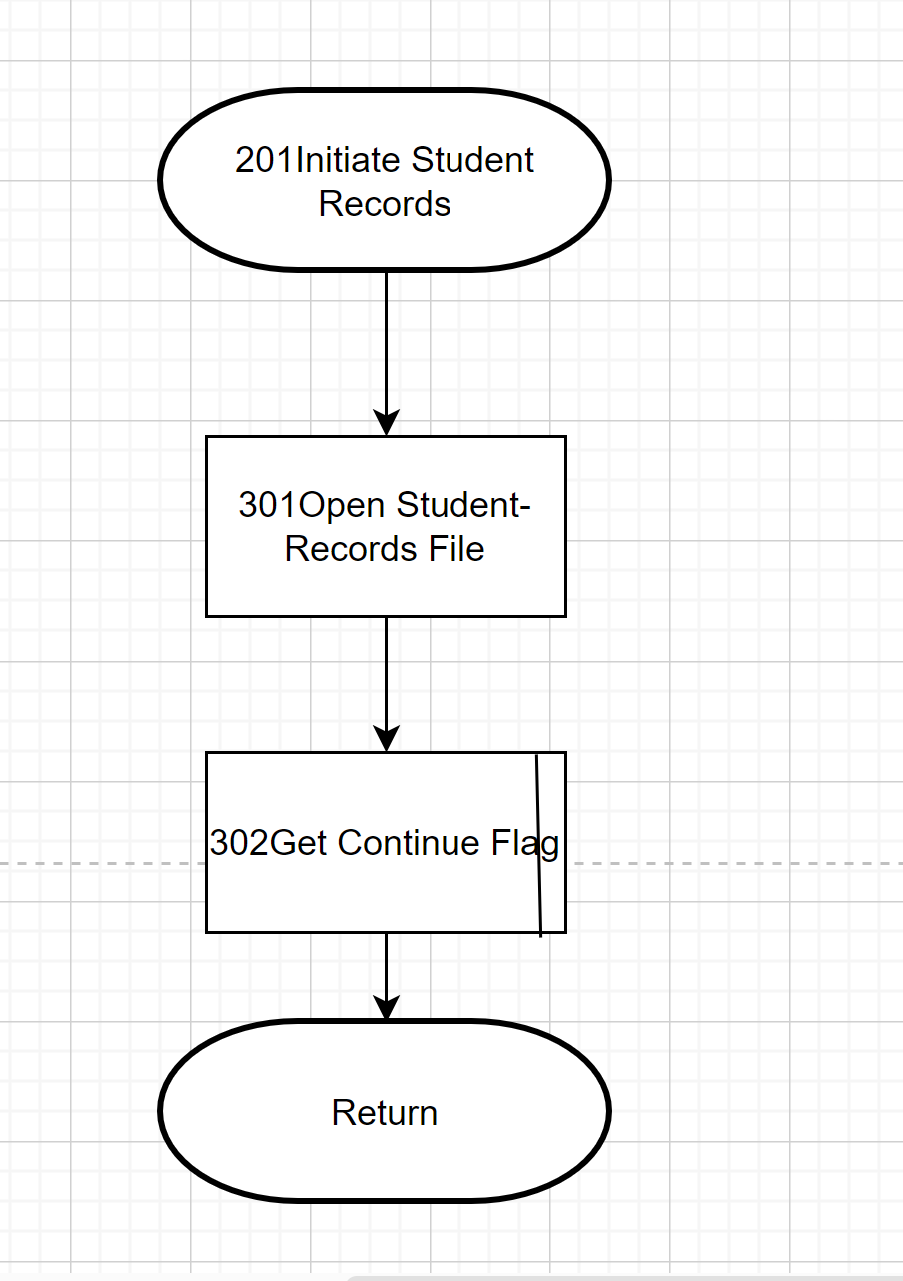 201Initiate Student
Records
301Open Student-
Records File
302Get Continue Flag
Return